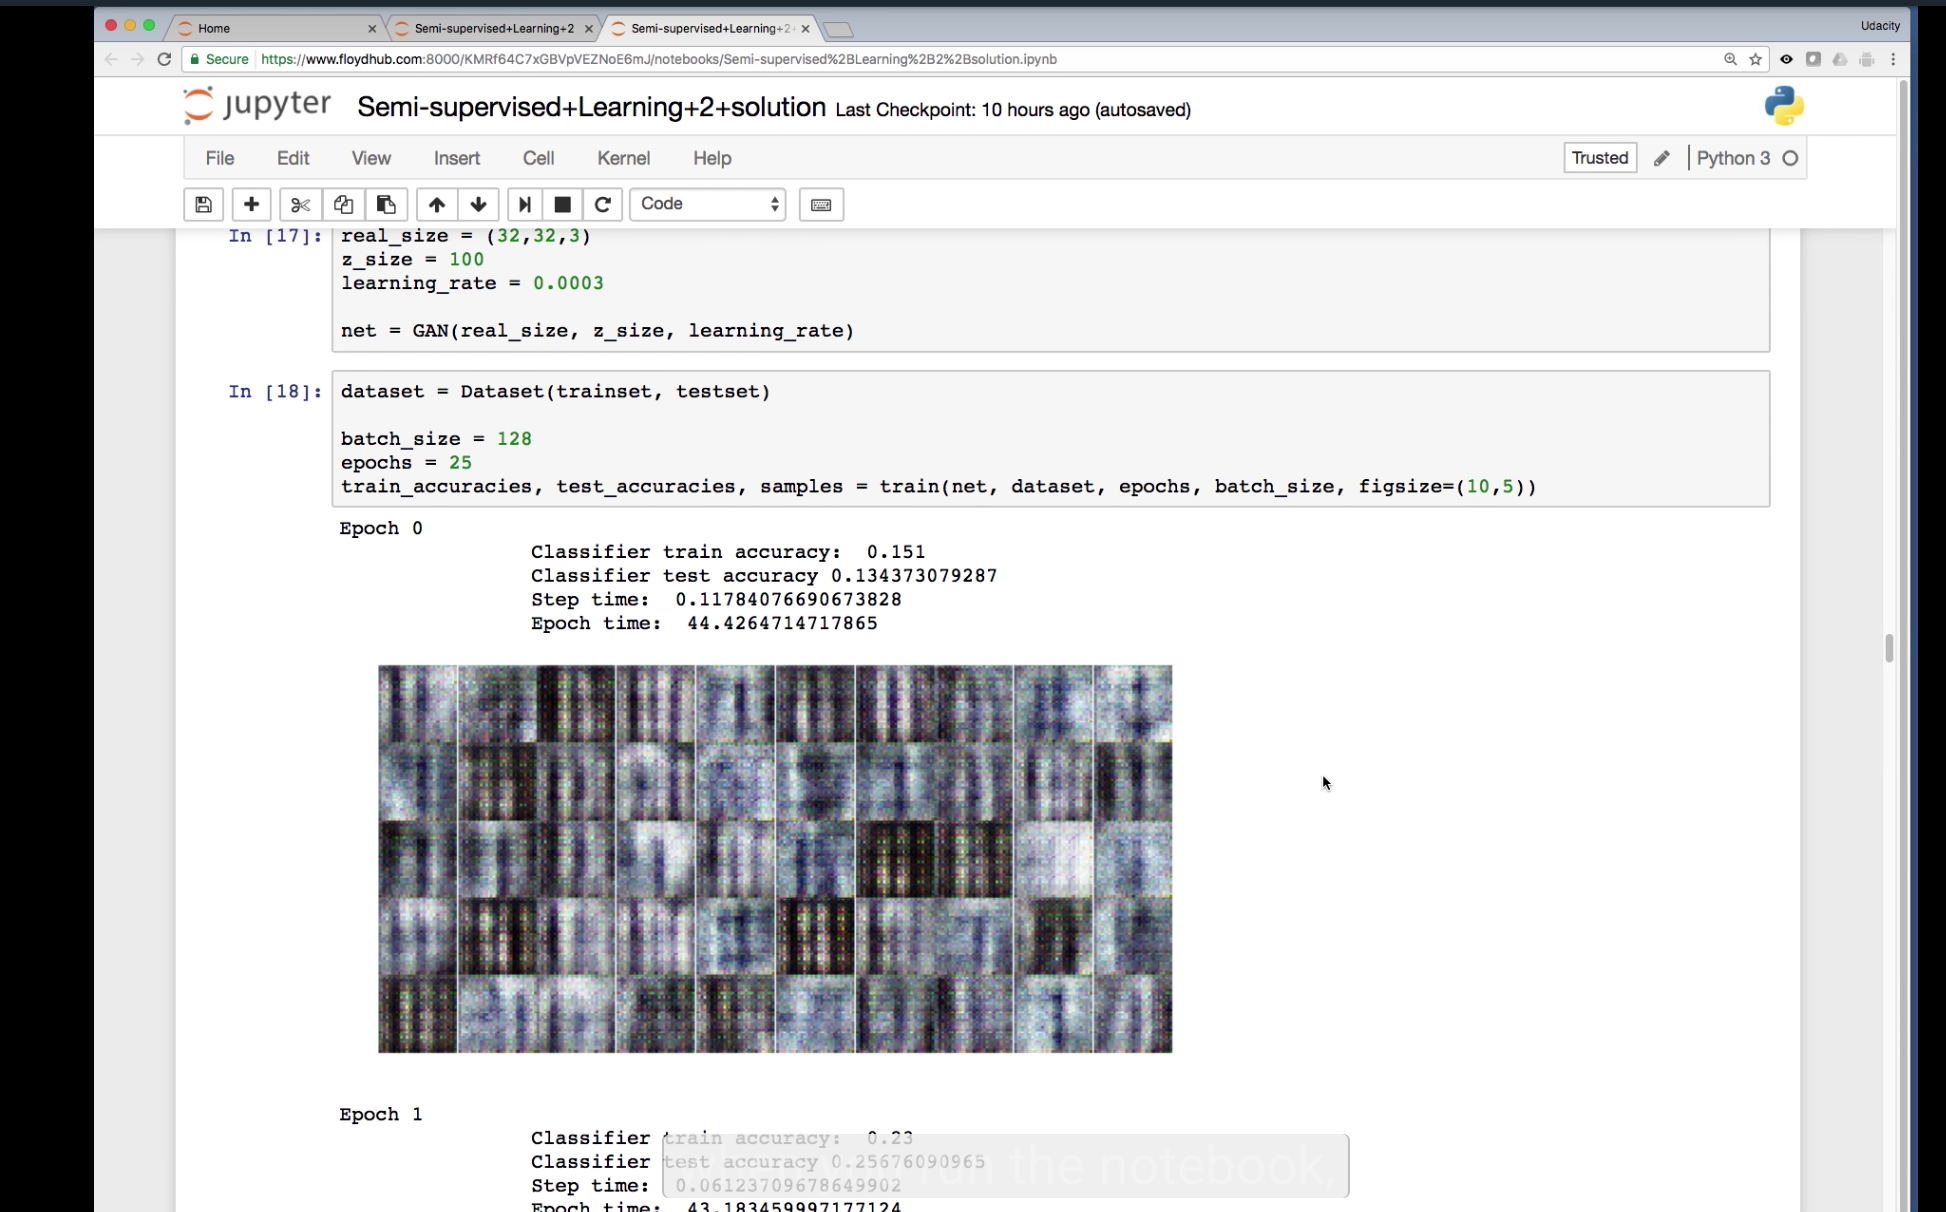 Home
Semi-supervised+Learning+2
Semi-supervised+Learning+2
Udacity
Secure https://www.floydhub.com:8000/KMRf64C7xGBVpVEZNoE6mJ/notebooks/Semi-supervised%2BLearning%2B2%2Bsolution.ipynb
jupyter Semi-supervised+Learning+2+solution Last Checkpoint: 10 hours ago (autosaved)
File Edit View Insert Cell Kernel Help Trusted Python 3
Code
In [17]: real_size = (32,32,3)
z_size = 100
learning_rate = 0.0003
net = GAN(real_size, z_size, learning_rate)
In [18]: dataset = Dataset(trainset, testset)
batch_size = 128
epochs = 25
train_accuracies, test_accuracies, samples = train(net, dataset, epochs, batch_size, figsize=(10,5))
Epoch 0
Classifier train accuracy: 0.151
Classifier test accuracy 0.134373079287
Step time: 0.11784076690673828
Epoch time: 44.4264714717865
Epoch 1
Classifier train accuracy: 0.23
Classifier test accuracy 0.25676090965
Step time: 0.06123709678649902
Epoch time: 43.183459997177124
run the notebook,